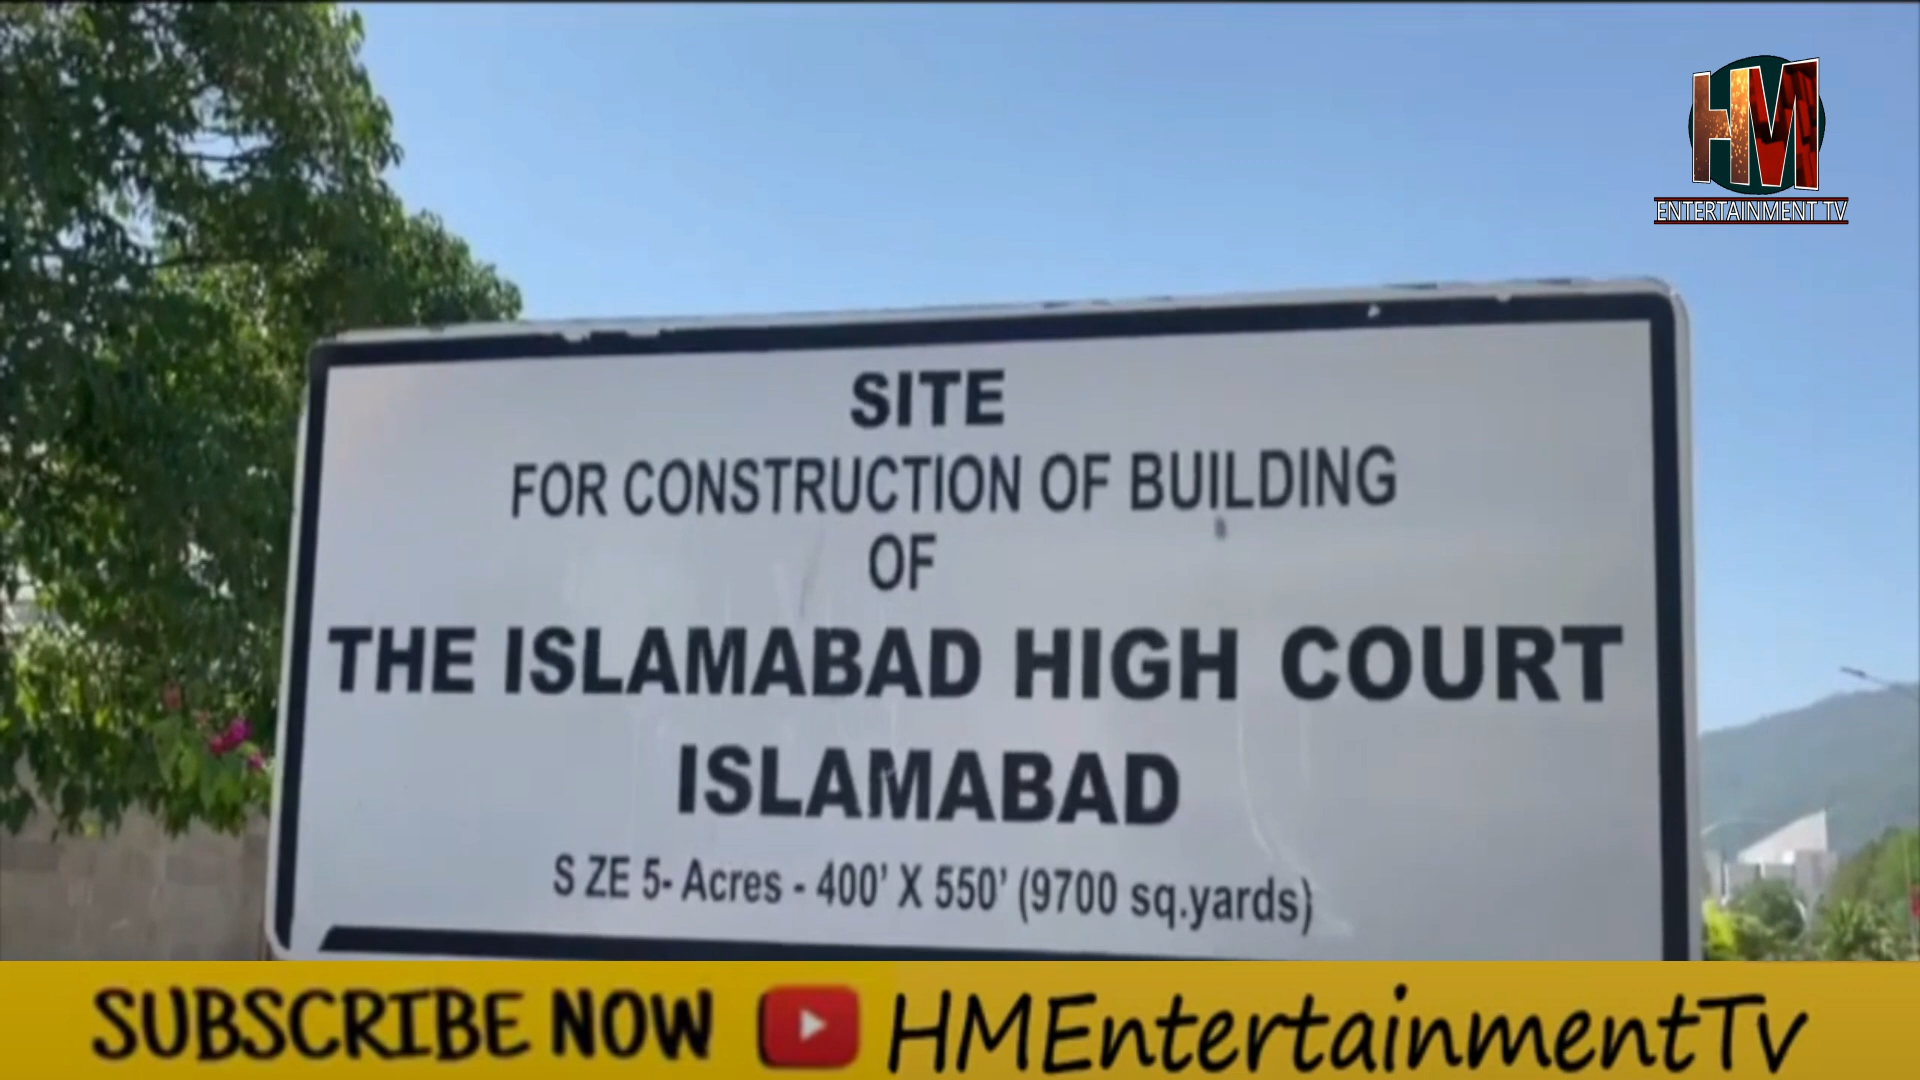 HM
ENTERTAINMENT TV
SITE
FOR CONSTRUCTION OF BUILDING
OF
THE ISLAMABAD HIGH COURT
ISLAMABAD
S ZE 5- Acres - 400' X 550' (9700 sq.yards)
SUBSCRIBE NOW HMEntertainmentTv